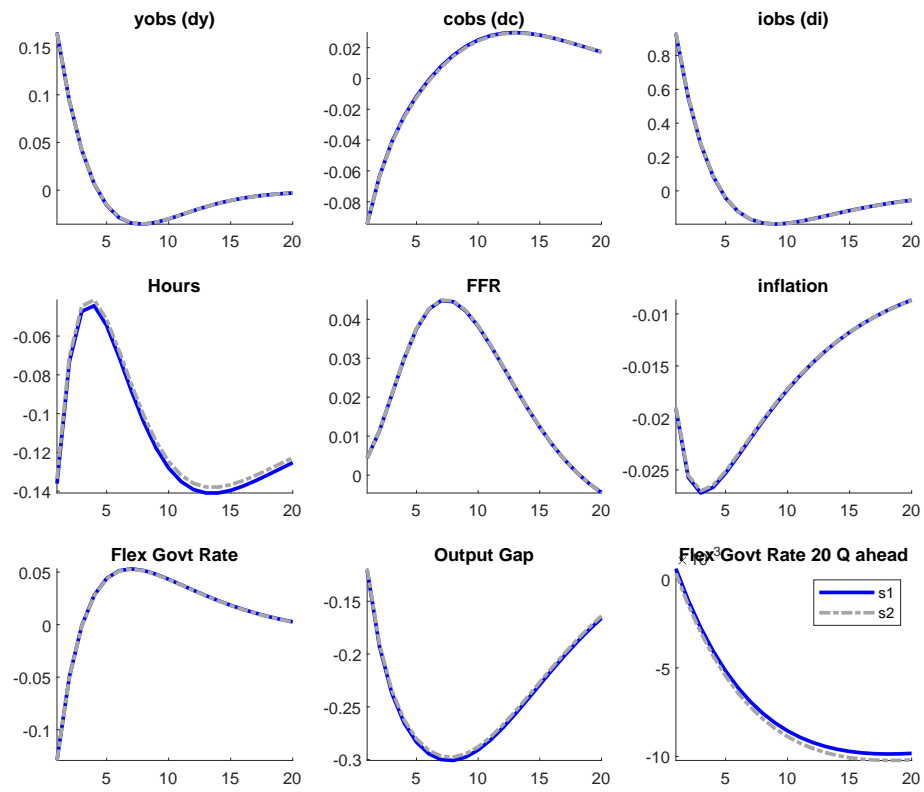 yobs (dy)
0.15
0.1
0.05
0
5 10 15 20
cobs (dc)
0.02
0
-0.02
-0.04
-0.06
-0.08
5 10 15 20
iobs (di)
0.8
0.6
0.4
0.2
0
5 10 15 20
Hours
-0.06
-0.08
-0.1
-0.12
-0.14
5 10 15 20
FFR
0.04
0.03
0.02
0.01
0
5 10 15 20
inflation
-0.01
-0.015
-0.02
-0.025
5 10 15 20
Flex Govt Rate
0.05
0
-0.05
-0.1
5 10 15 20
Output Gap
-0.15
-0.2
-0.25
-0.3
5 10 15 20
Flex Govt Rate 20 Q ahead
× 10-3
0
-5
-10
5 10 15 20
s1
s2